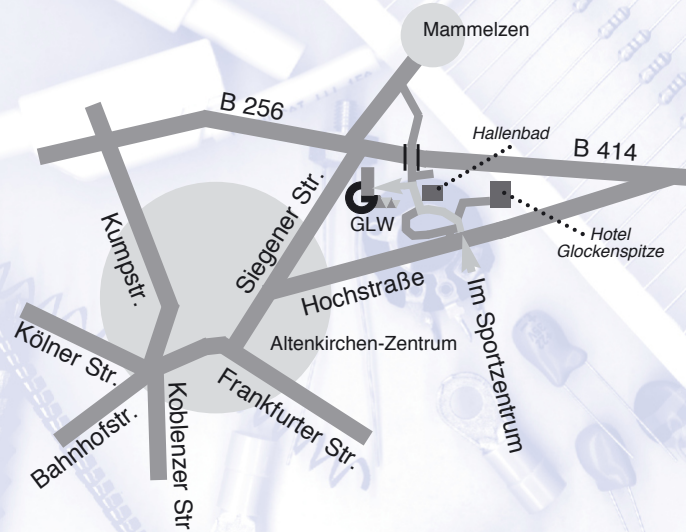 Mammelzen
B 256
Hallenbad
B 414
Kumpstr.
Siegener Str.
GLW
Hotel
Glockenspitze
Hochstraße
Im Sportzentrum
Altenkirchen-Zentrum
Kölner Str.
Frankfurter Str.
Bahnhofstr.
Koblenzer Str